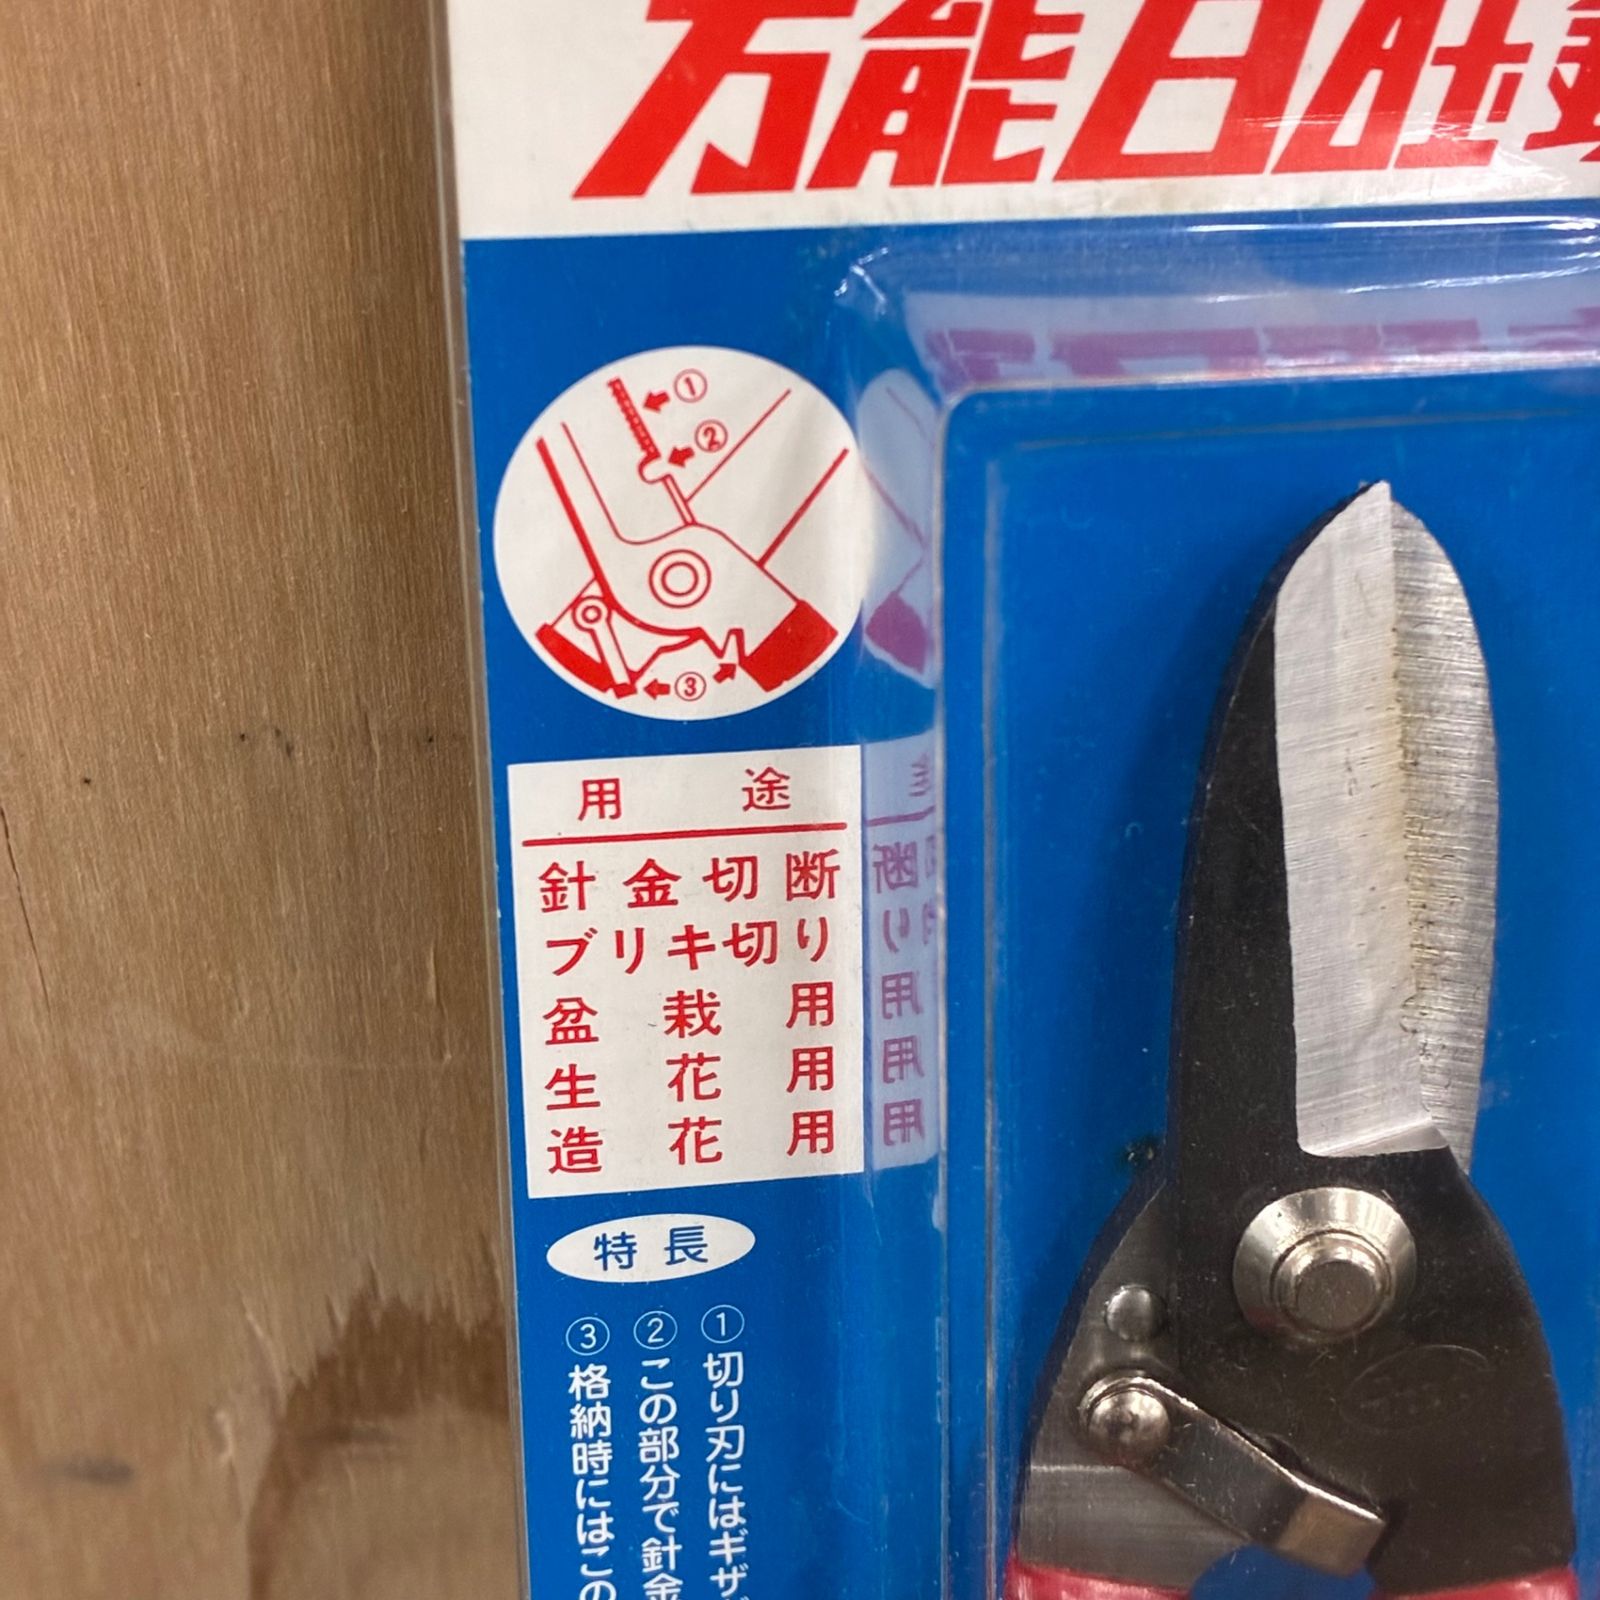 万能
①
②
③
用途
針金切断
ブリキ切り
盆栽用
生花用
造花用
特長
①切り刃にはギザ
②この部分で針金
③格納時にはこの